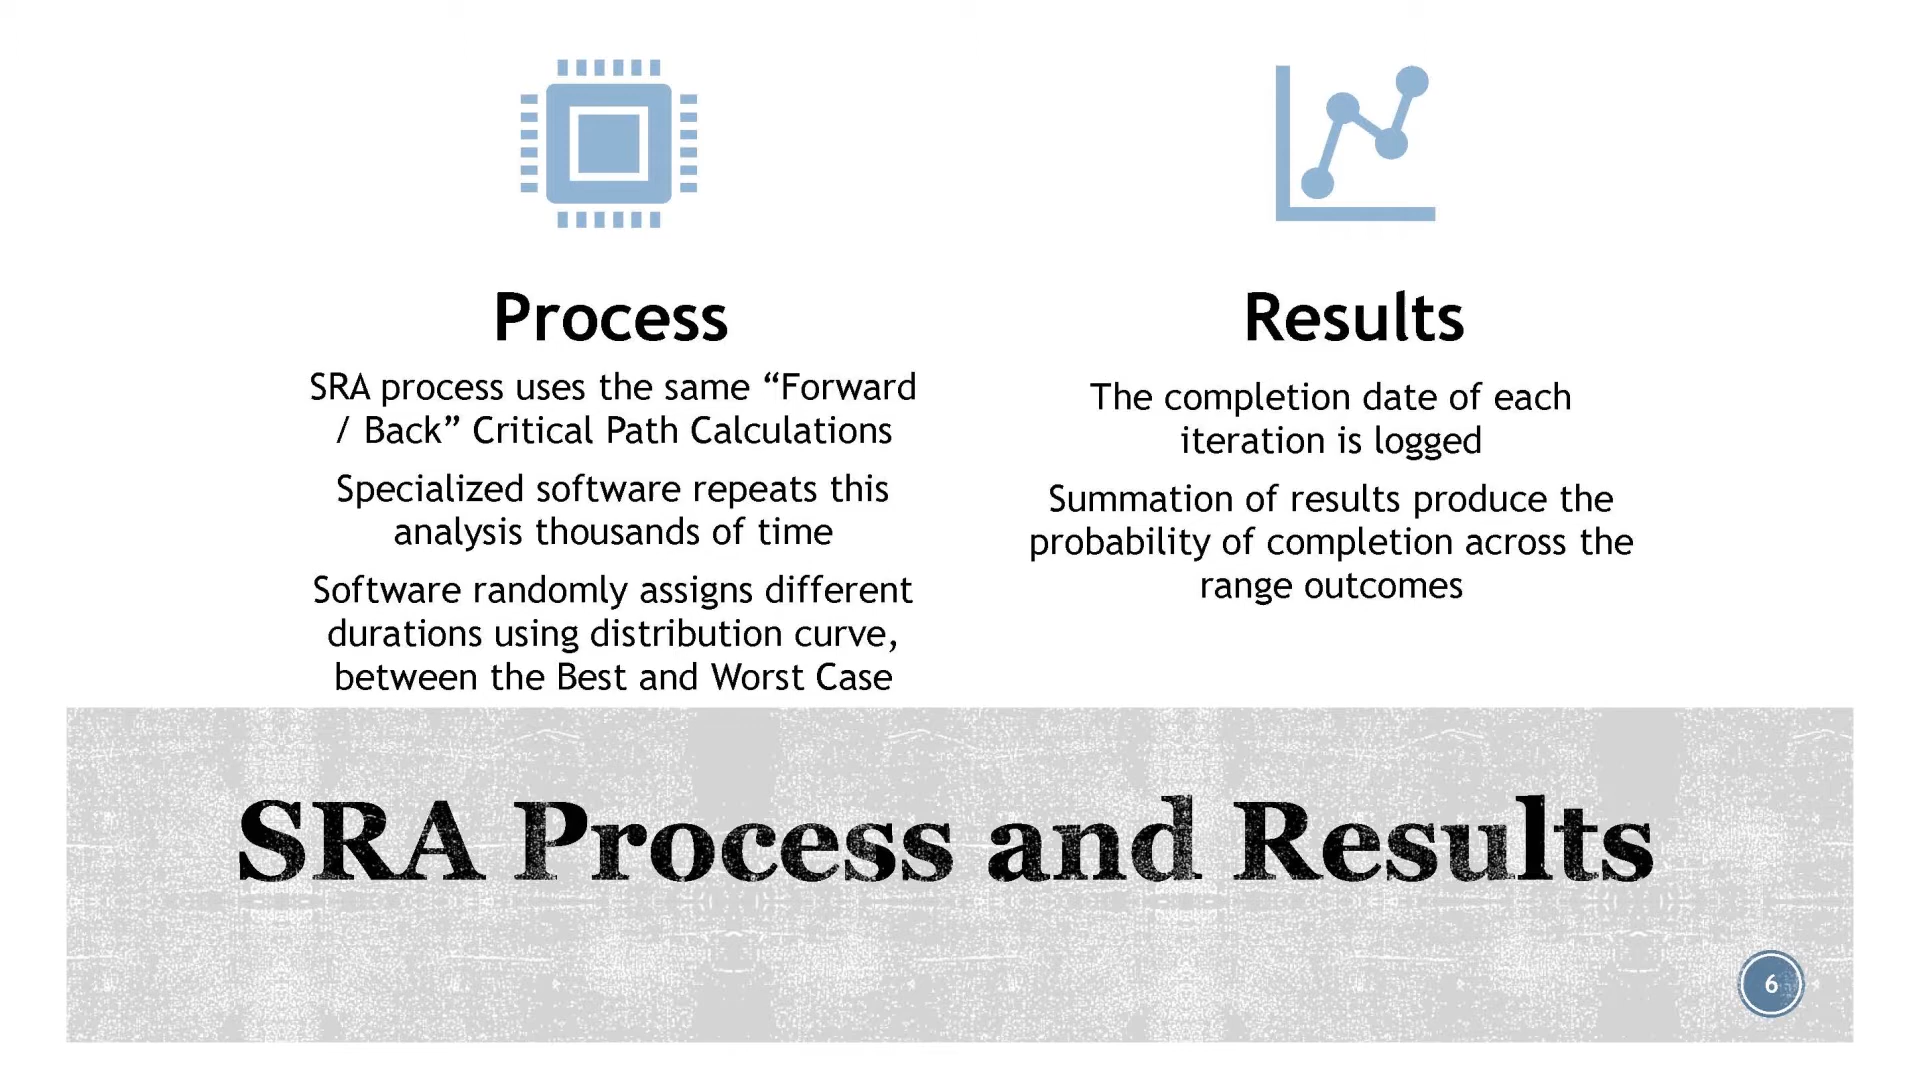 Process
SRA process uses the same “Forward
/ Back” Critical Path Calculations
Specialized software repeats this
analysis thousands of time
Software randomly assigns different
durations using distribution curve,
between the Best and Worst Case
Results
The completion date of each
iteration is logged
Summation of results produce the
probability of completion across the
range outcomes
SRA Process and Results
6